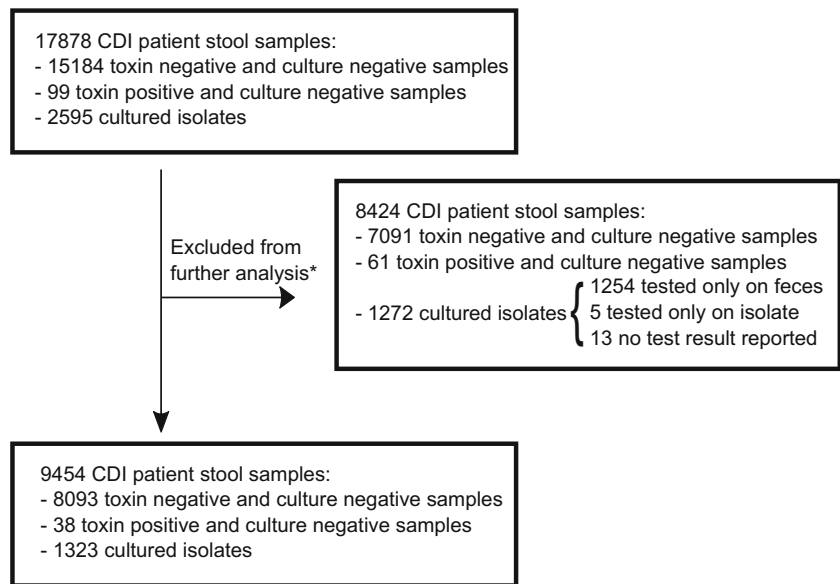 17878 CDI patient stool samples:
- 15184 toxin negative and culture negative samples
- 99 toxin positive and culture negative samples
- 2595 cultured isolates
Excluded from
further analysis*
8424 CDI patient stool samples:
- 7091 toxin negative and culture negative samples
- 61 toxin positive and culture negative samples
- 1272 cultured isolates
1254 tested only on feces
5 tested only on isolate
13 no test result reported
9454 CDI patient stool samples:
- 8093 toxin negative and culture negative samples
- 38 toxin positive and culture negative samples
- 1323 cultured isolates